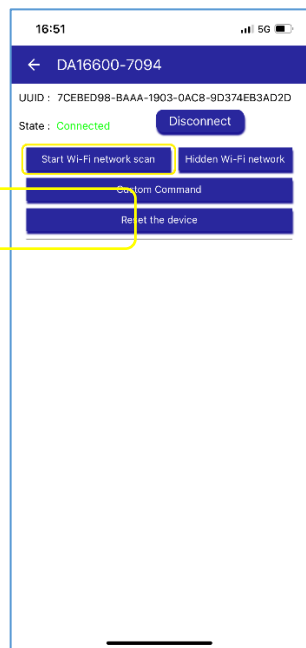 16:51 5G
← DA16600-7094
UUID : 7CEBED98-BAAA-1903-0AC8-9D374EB3AD2D
State : Connected Disconnect
Start Wi-Fi network scan Hidden Wi-Fi network
Custom Command
Reset the device